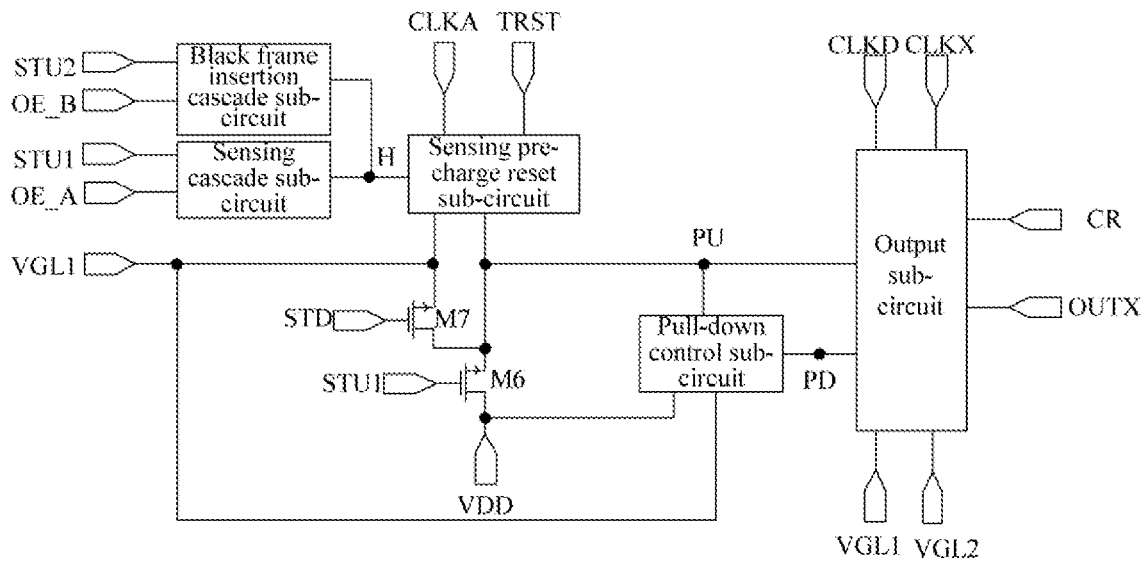 CLKA
TRST
STU2
OE_B
Black frame
insertion
cascade sub-
circuit
CLKD
CLKX
STU1
OE_A
Sensing
cascade sub-
circuit
H
Sensing pre-
charge reset
sub-circuit
CR
VGL1
PU
Output
sub-
circuit
STD
M7
OUTX
Pull-down
control sub-
circuit
STU1
M6
PD
VDD
VGL1
VGL2